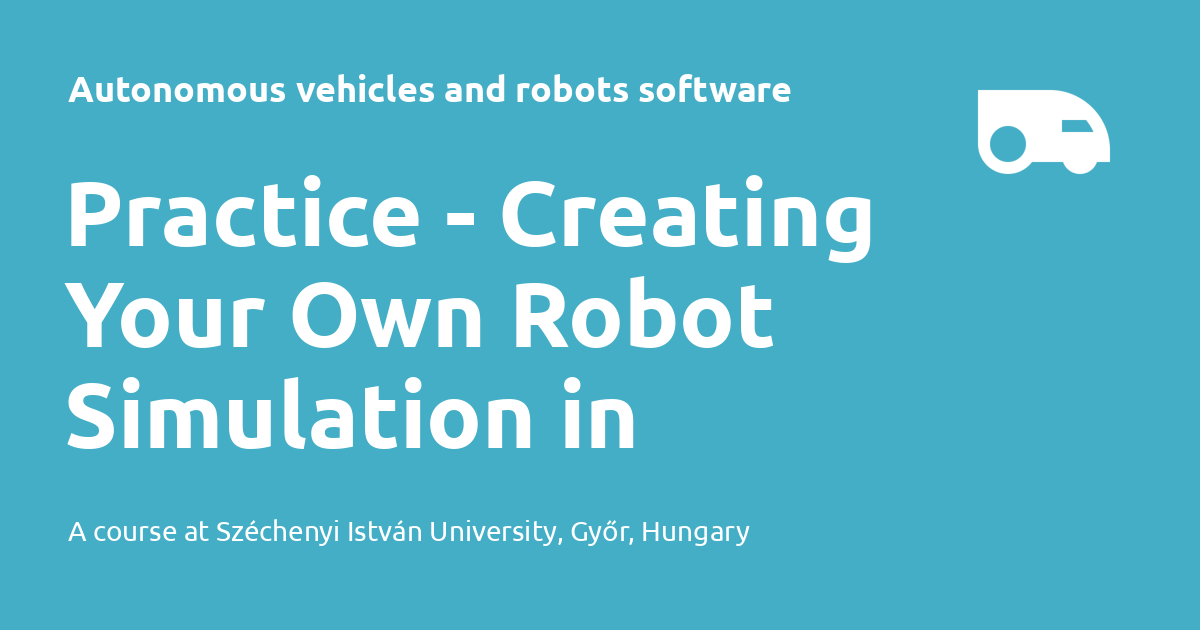 Autonomous vehicles and robots software
Practice - Creating
Your Own Robot
Simulation in
A course at Széchenyi István University, Győr, Hungary